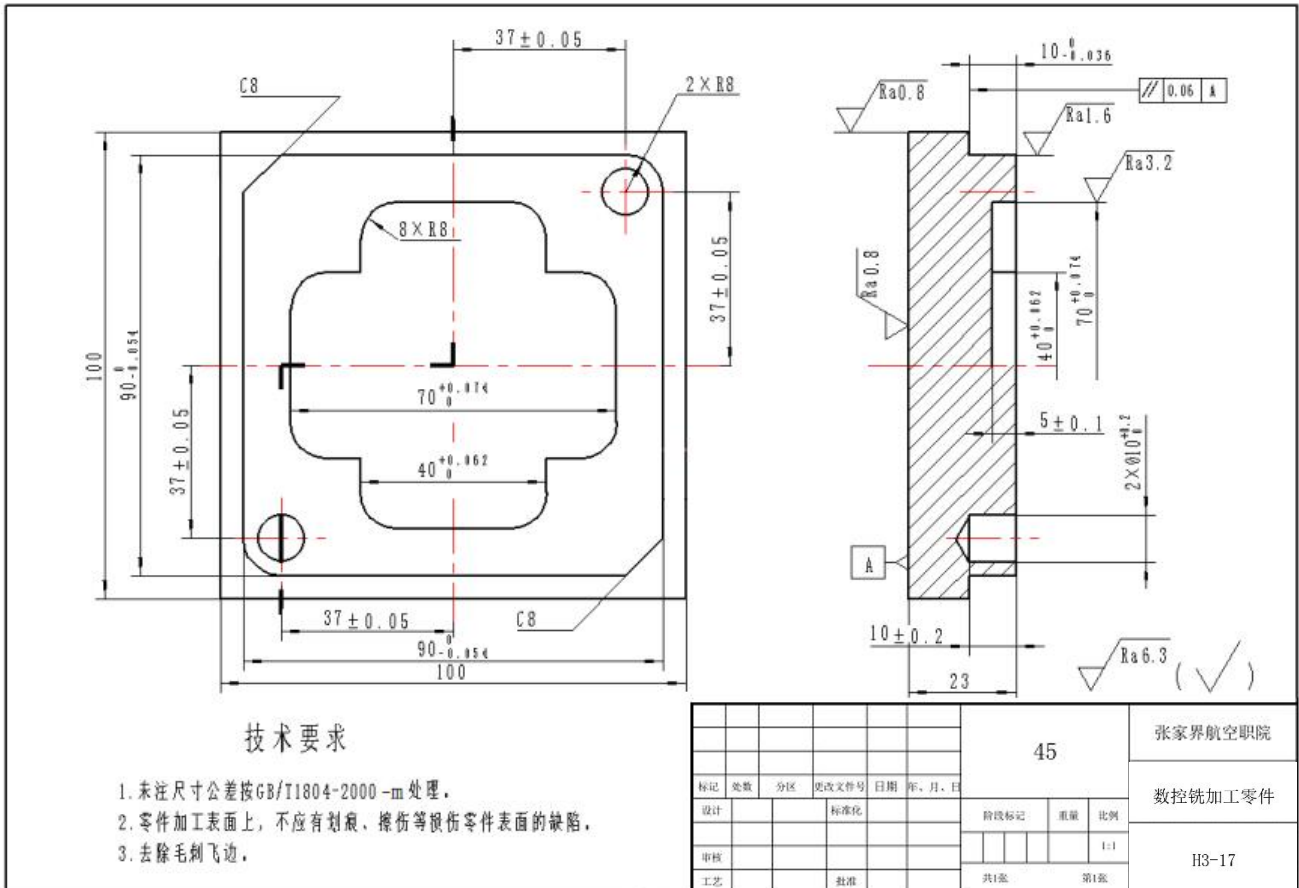 37±0.05
10 0 -0.036
C8
2×R8
Ra0.8
// 0.06 A
Ra1.6
Ra3.2
8×R8
37±0.05
Ra0.8
40 +0.062 0
70 +0.074 0
100
90 0 -0.054
70 +0.074 0
5±0.1
37±0.05
40 +0.062 0
2×Ø10 +0.2 0
A
37±0.05
C8
10±0.2
90 0 -0.054
Ra6.3 (√)
100
23
技术要求
1.未注尺寸公差按GB/T1804-2000-m处理.
2.零件加工表面上, 不应有划痕、擦伤等损伤零件表面的缺陷.
3.去除毛刺飞边.
45
张家界航空职院
标记 处数 分区 更改文件号 日期 年、月、日
数控铣加工零件
设计 标准化
阶段标记 重量 比例
1:1
审核
H3-17
工艺 批准
共1张 第1张